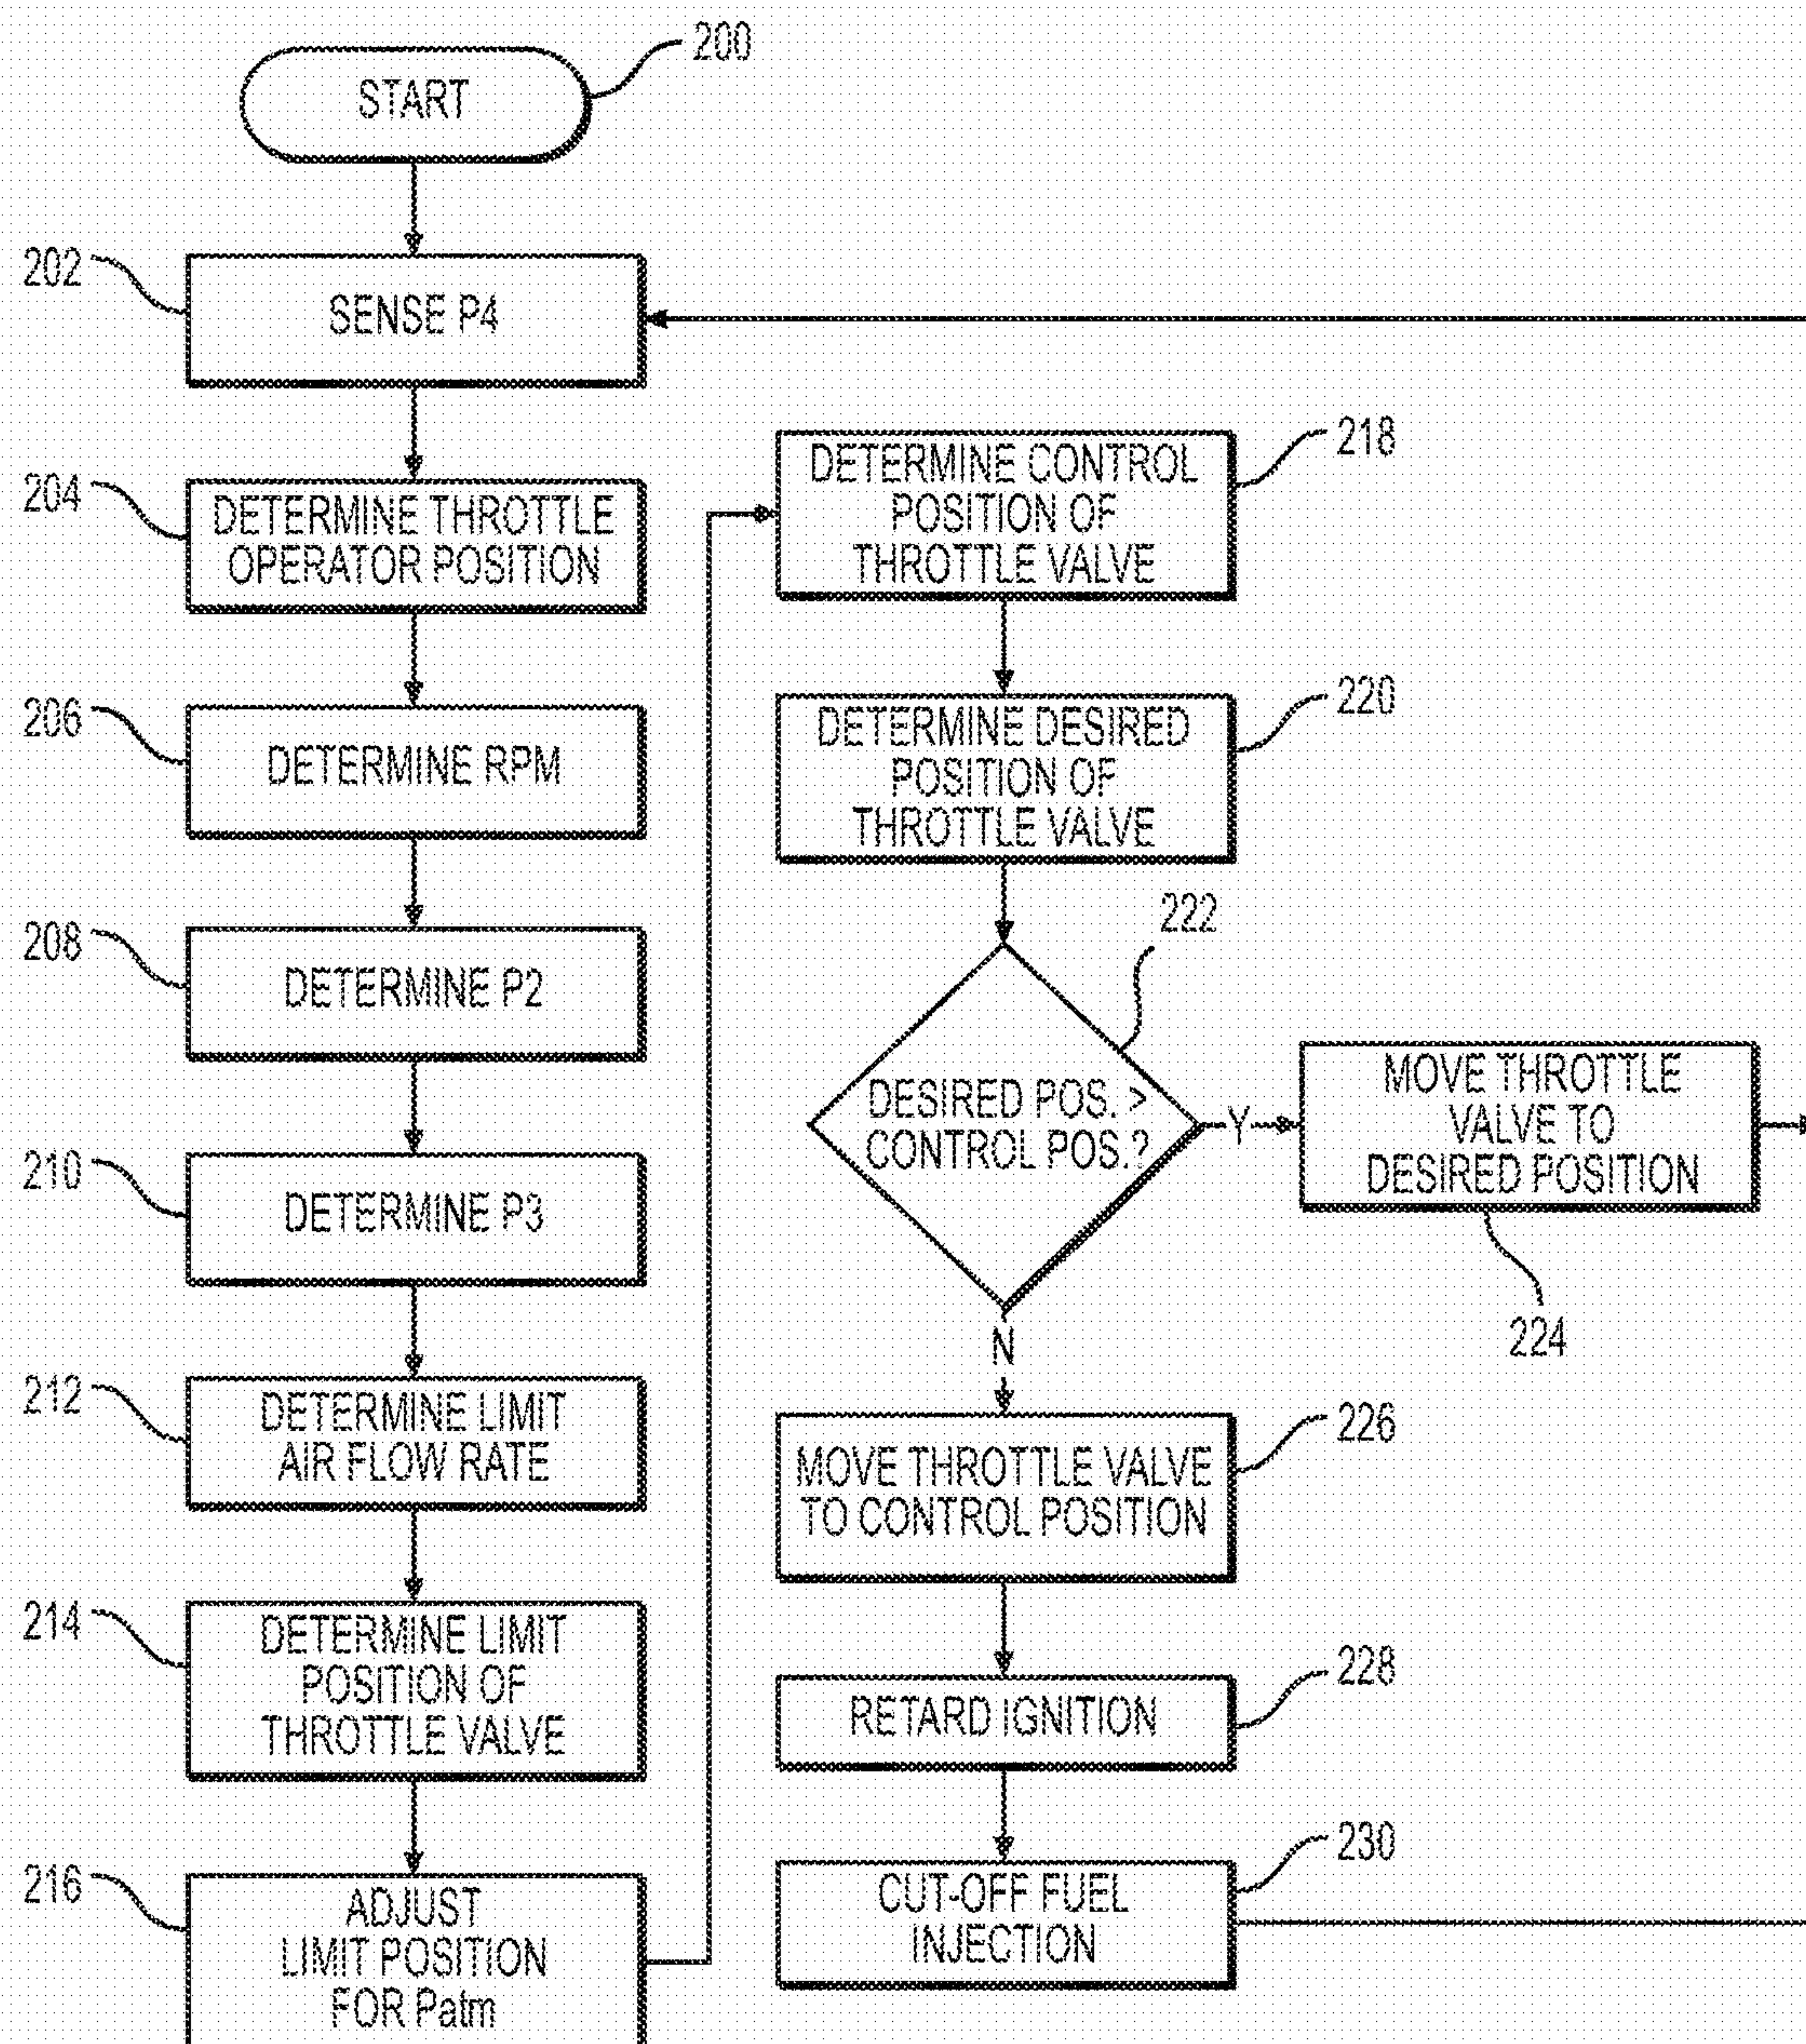 200
START
202
SENSE P4
204
DETERMINE THROTTLE
OPERATOR POSITION
206
DETERMINE RPM
208
DETERMINE P2
210
DETERMINE P3
212
DETERMINE LIMIT
AIR FLOW RATE
214
DETERMINE LIMIT
POSITION OF
THROTTLE VALVE
216
ADJUST
LIMIT POSITION
FOR Patm
218
DETERMINE CONTROL
POSITION OF
THROTTLE VALVE
220
DETERMINE DESIRED
POSITION OF
THROTTLE VALVE
222
DESIRED POS. >
CONTROL POS.?
Y
MOVE THROTTLE
VALVE TO
DESIRED POSITION
224
N
226
MOVE THROTTLE VALVE
TO CONTROL POSITION
228
RETARD IGNITION
230
CUT-OFF FUEL
INJECTION